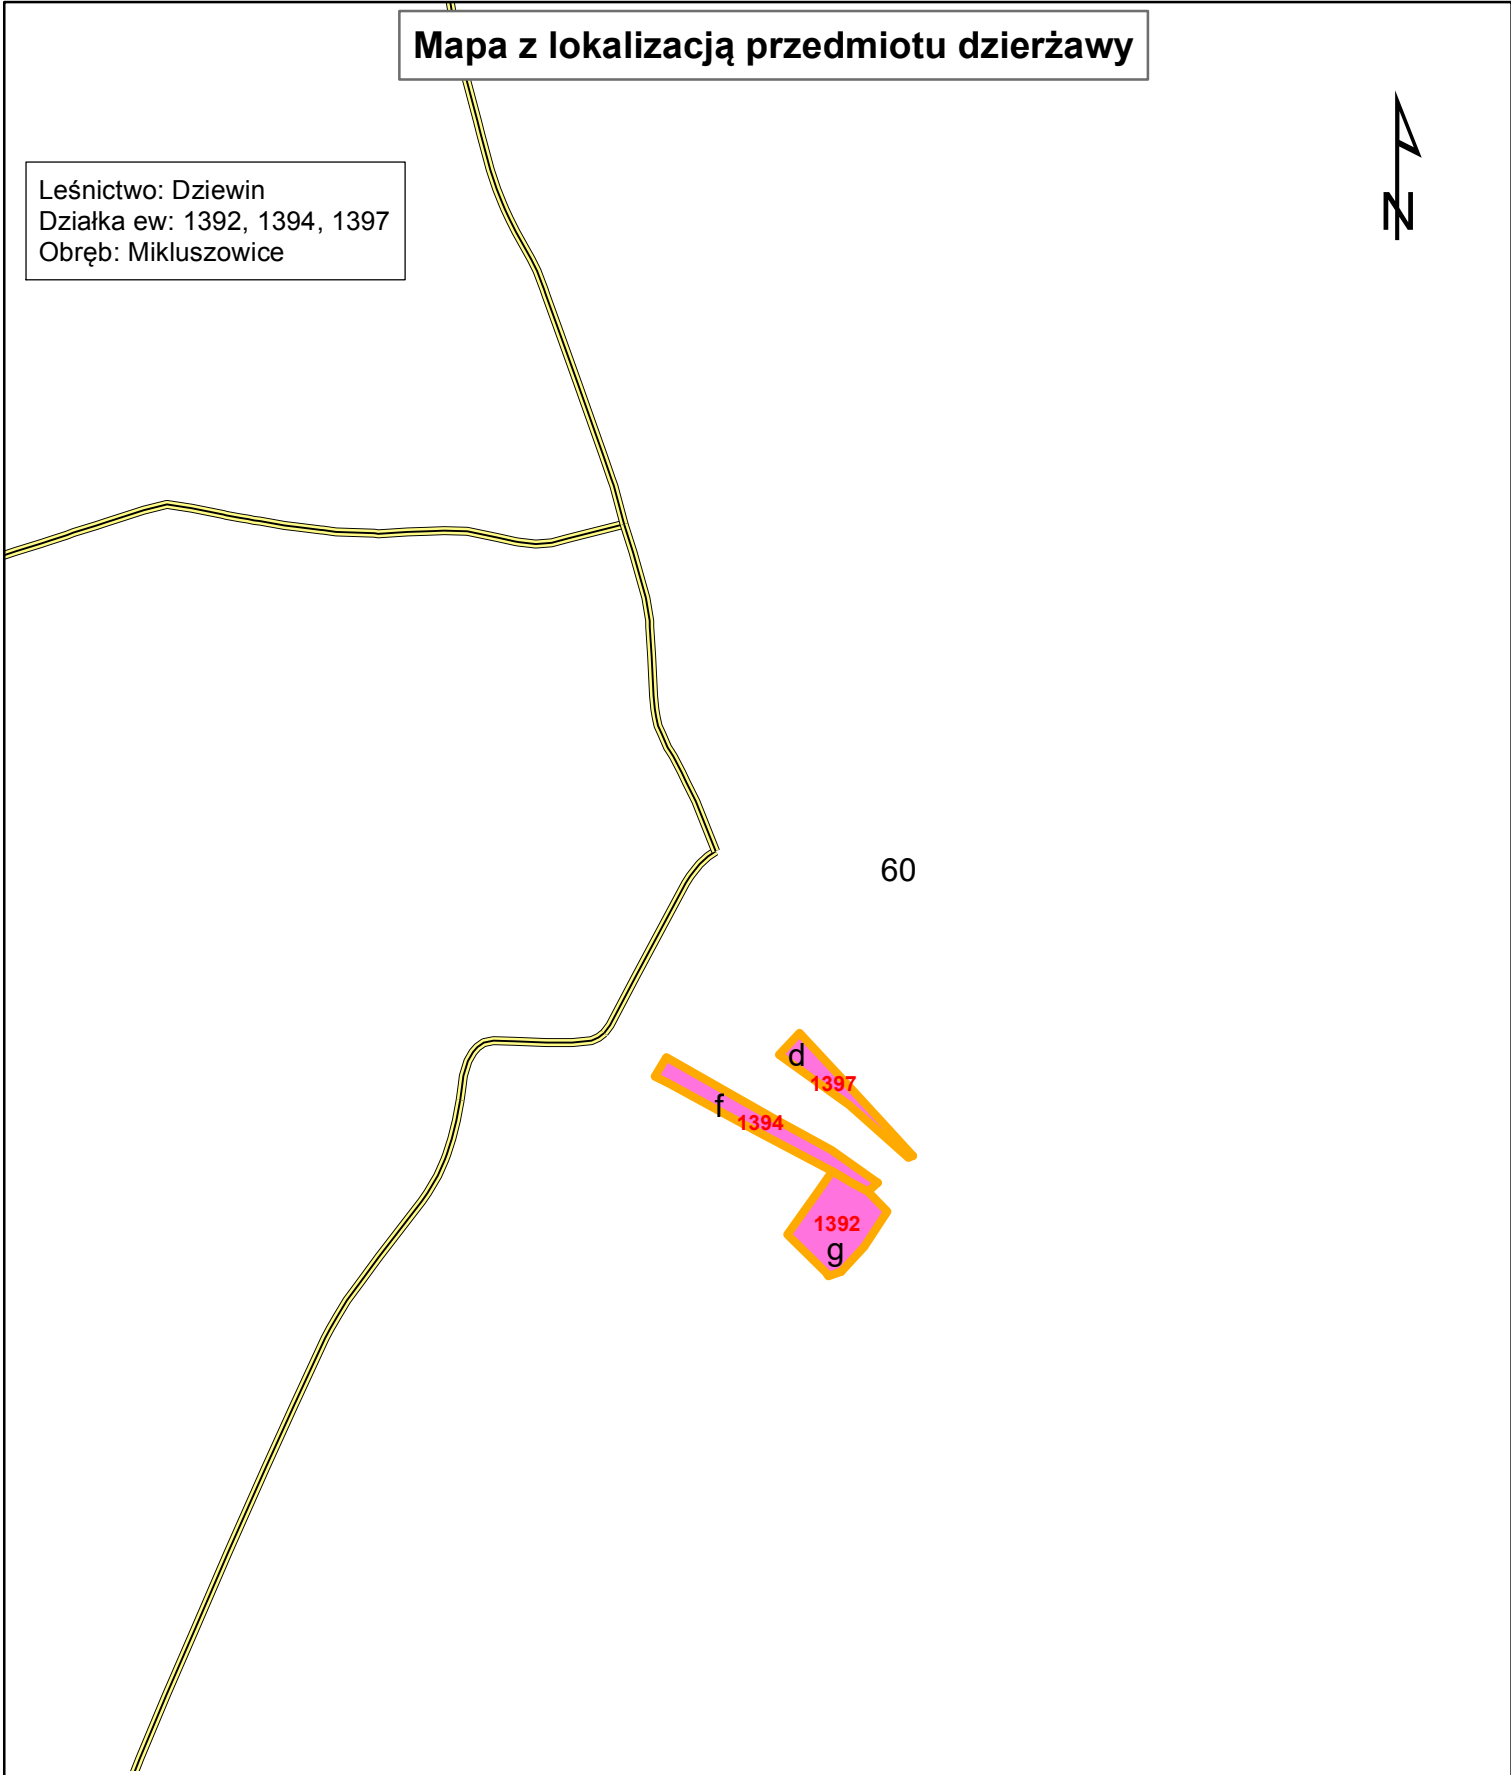 Mapa z lokalizacją przedmiotu dzierżawy
Leśnictwo: Dziewin
Działka ew: 1392, 1394, 1397
Obręb: Mikluszowice
N
60
d
1397
f
1394
1392
g